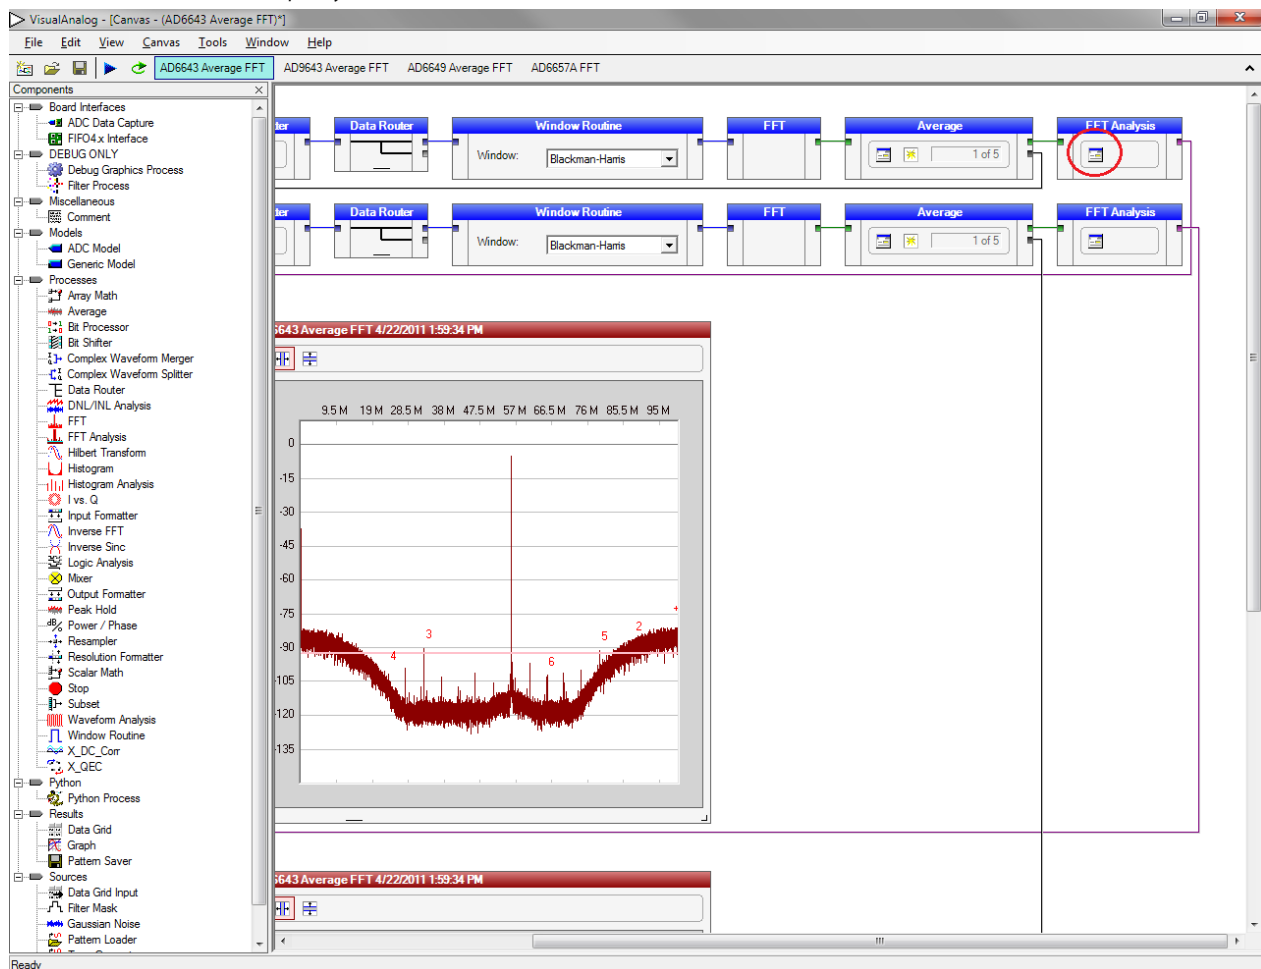 VisualAnalog - [Canvas - (AD6643 Average FFT)*]
File Edit View Canvas Tools Window Help
AD6643 Average FFT AD9643 Average FFT AD6649 Average FFT AD6657A FFT
Components
Board Interfaces
ADC Data Capture
FIFO4.x Interface
DEBUG ONLY
Debug Graphics Process
Filter Process
Miscellaneous
Comment
Models
ADC Model
Generic Model
Processes
Array Math
Average
Bit Processor
Bit Shifter
Complex Waveform Merger
Complex Waveform Splitter
Data Router
DNL/INL Analysis
FFT
FFT Analysis
Hilbert Transform
Histogram
Histogram Analysis
I vs. Q
Input Formatter
Inverse FFT
Inverse Sinc
Logic Analysis
Mixer
Output Formatter
Peak Hold
Power / Phase
Resampler
Resolution Formatter
Scalar Math
Stop
Subset
Waveform Analysis
Window Routine
X_DC_Corr
X_QEC
Python
Python Process
Results
Data Grid
Graph
Pattern Saver
Sources
Data Grid Input
Filter Mask
Gaussian Noise
Pattern Loader
Ready
ter Data Router Window Routine FFT Average FFT Analysis
Window: Blackman-Harris 1 of 5
ter Data Router Window Routine FFT Average FFT Analysis
Window: Blackman-Harris 1 of 5
6643 Average FFT 4/22/2011 1:59:34 PM
9.5 M 19 M 28.5 M 38 M 47.5 M 57 M 66.5 M 76 M 85.5 M 95 M
0
-15
-30
-45
-60
-75
+
2
3
5
-90
4
6
-105
-120
-135
6643 Average FFT 4/22/2011 1:59:34 PM